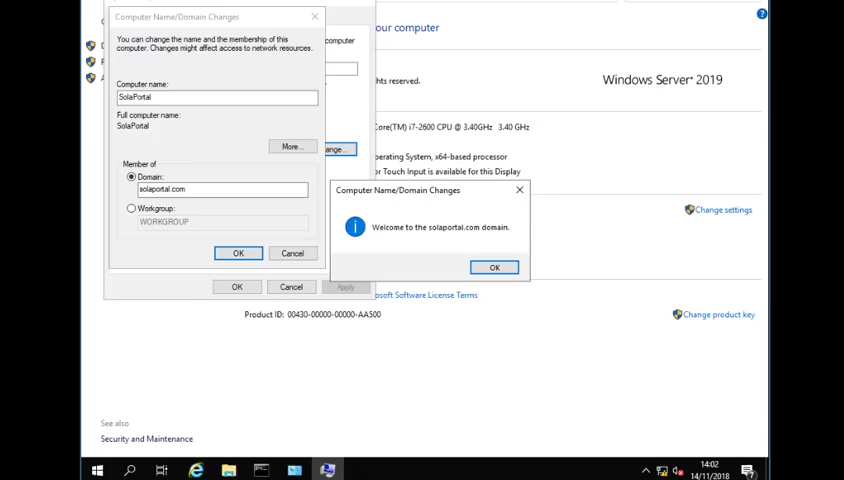 Computer Name/Domain Changes
You can change the name and the membership of this
computer. Changes might affect access to network resources.
Computer name:
SolaPortal
Full computer name:
SolaPortal
More...
Member of
Domain:
solaportal.com
Workgroup:
WORKGROUP
OK
Cancel
computer
ange...
OK
Cancel
Apply
Computer Name/Domain Changes
Welcome to the solaportal.com domain.
OK
our computer
ghts reserved.
Windows Server® 2019
Core(TM) i7-2600 CPU @ 3.40GHz 3.40 GHz
perating System, x64-based processor
or Touch Input is available for this Display
Change settings
osoft Software License Terms
Product ID: 00430-00000-00000-AA500
Change product key
See also
Security and Maintenance
14:02
14/11/2018
7